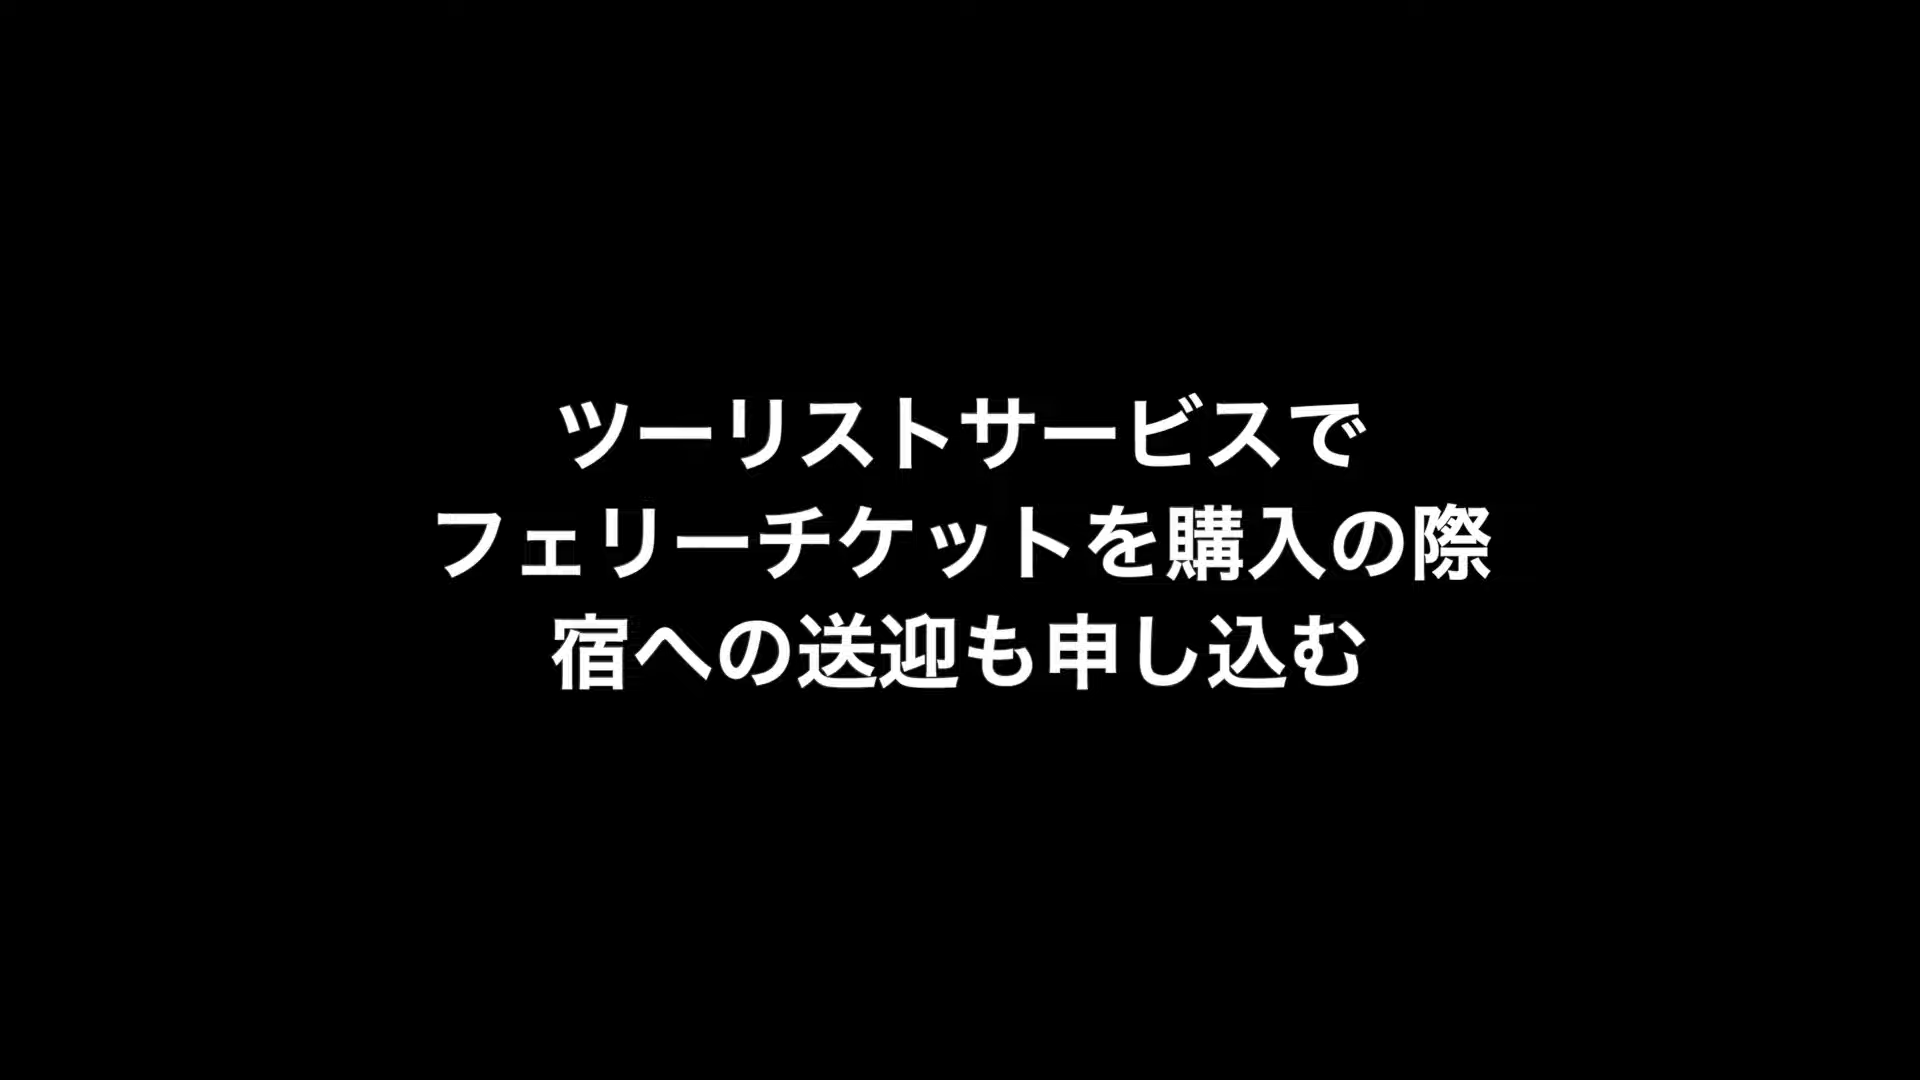 ツーリストサービスで
フェリーチケットを購入の際
宿への送迎も申し込む